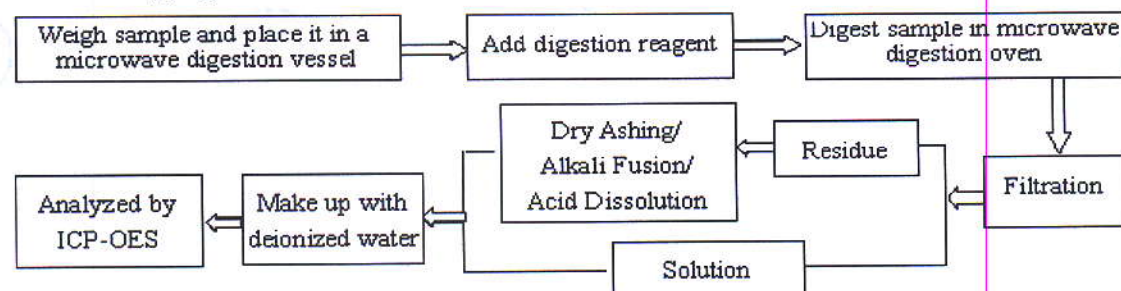 Weigh sample and place it in a
microwave digestion vessel
Add digestion reagent
Digest sample in microwave
digestion oven
Filtration
Residue
Solution
Dry Ashing/
Alkali Fusion/
Acid Dissolution
Make up with
deionized water
Analyzed by
ICP-OES